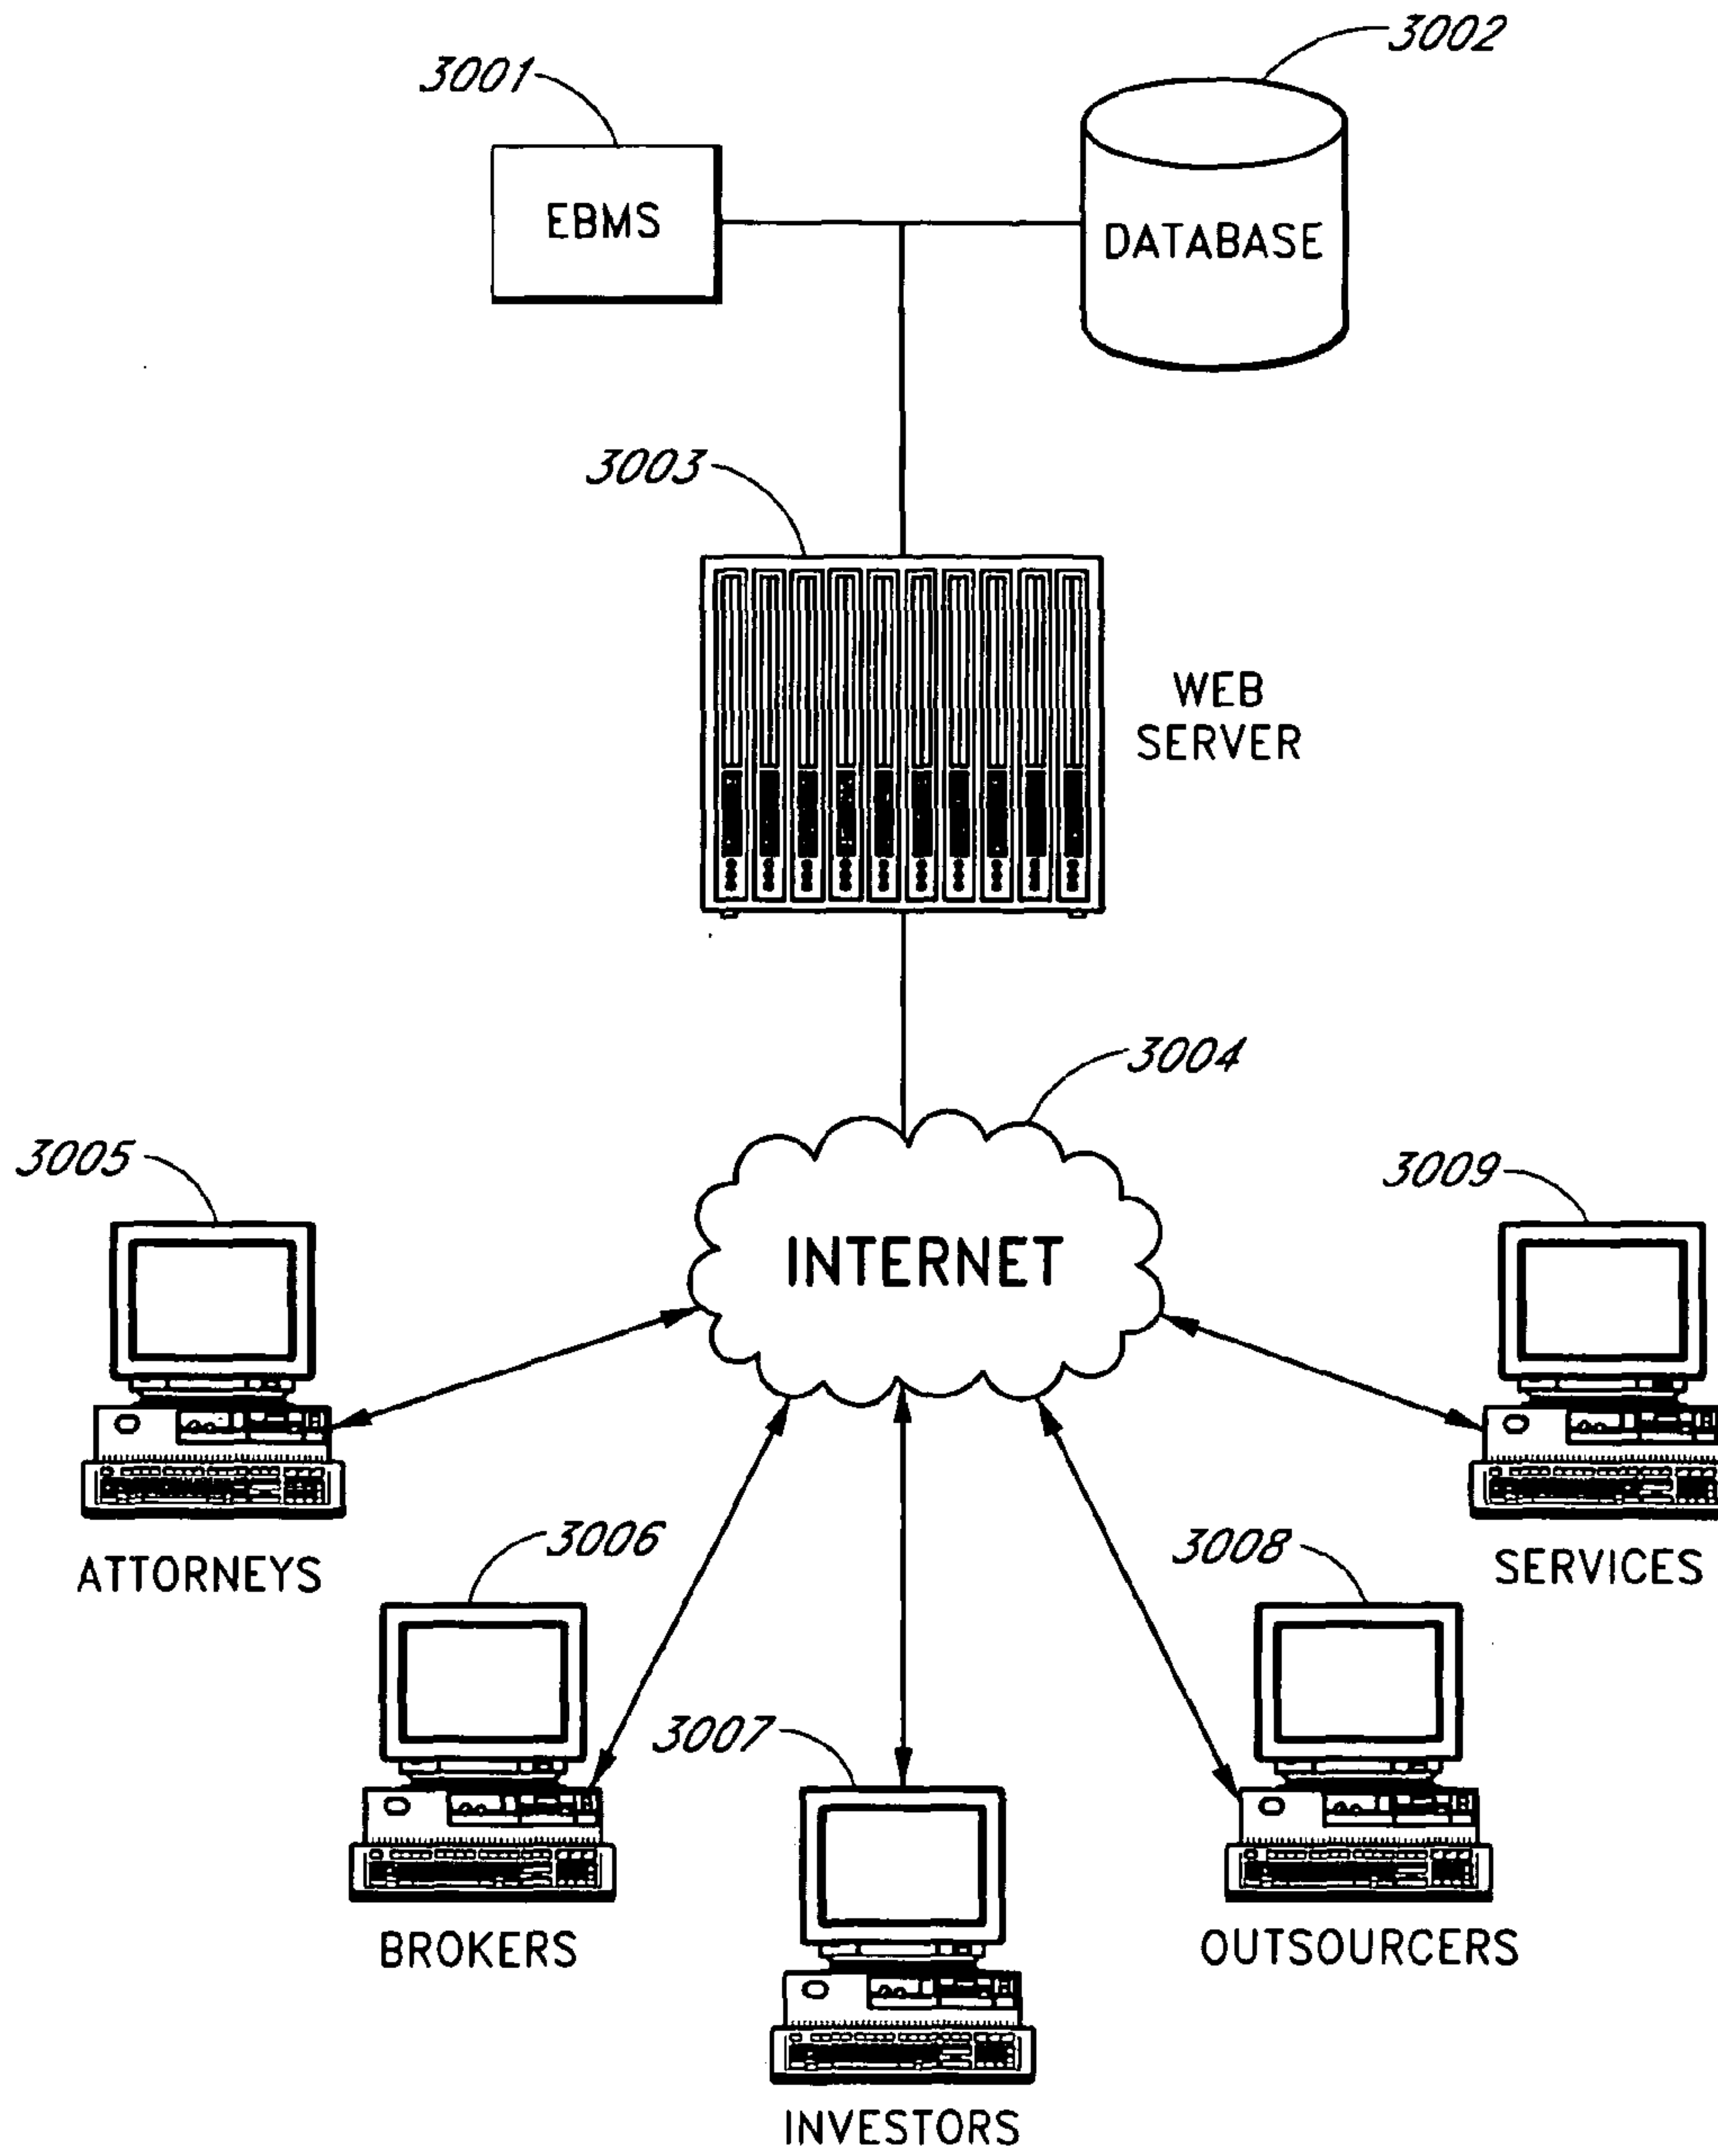 3002
3001
EBMS
DATABASE
3003
WEB
SERVER
3004
3005
3009
INTERNET
3006
3008
ATTORNEYS
SERVICES
3007
BROKERS
OUTSOURCERS
INVESTORS